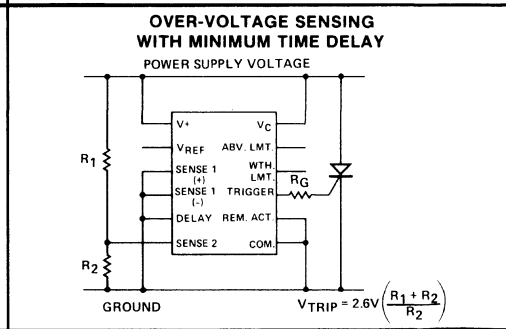 OVER-VOLTAGE SENSING
WITH MINIMUM TIME DELAY
POWER SUPPLY VOLTAGE
V+
VC
VREF
ABV. LMT.
R1
SENSE 1
(+)
WTH.
LMT.
RG
SENSE 1
(-)
TRIGGER
DELAY
REM. ACT.
SENSE 2
COM.
R2
GROUND
VTRIP = 2.6V (R1 + R2 / R2)